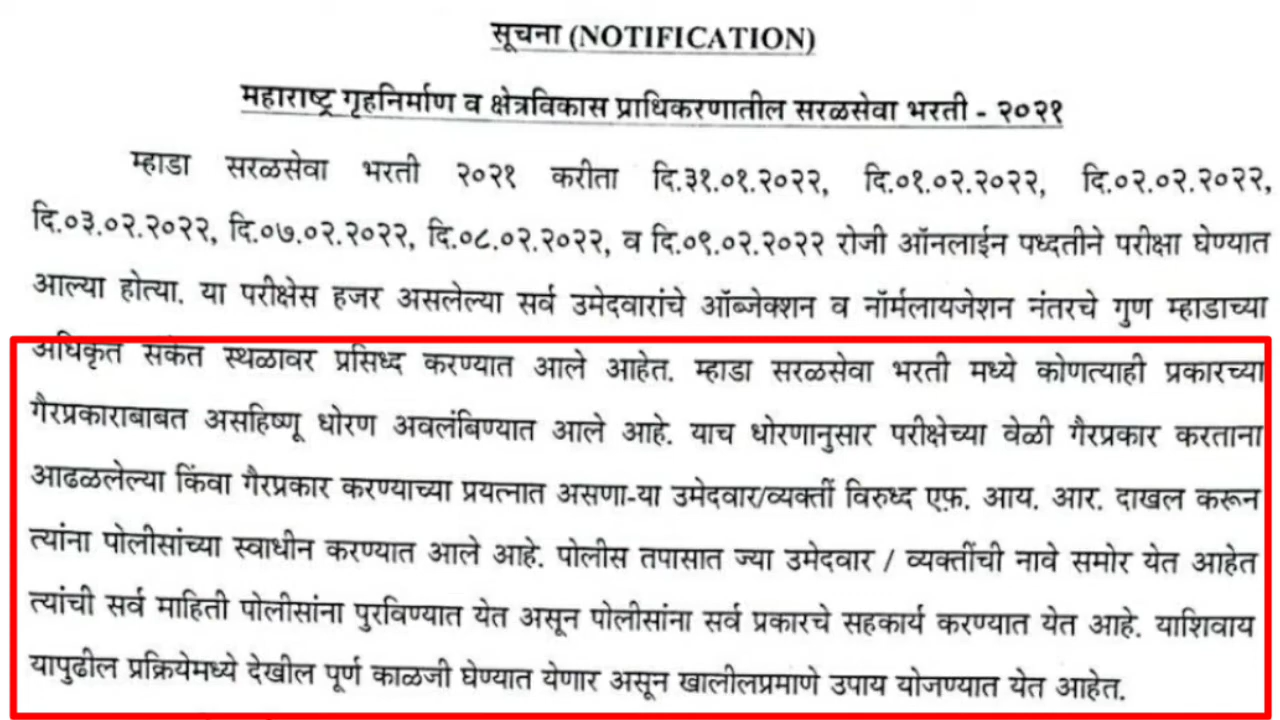 सूचना (NOTIFICATION)
महाराष्ट्र गृहनिर्माण व क्षेत्रविकास प्राधिकरणातील सरळसेवा भरती - २०२१
म्हाडा सरळसेवा भरती २०२१ करीता दि.३१.०१.२०२२, दि.०१.०२.२०२२, दि.०२.०२.२०२२,
दि.०३.०२.२०२२, दि.०७.०२.२०२२, दि.०८.०२.२०२२, व दि.०९.०२.२०२२ रोजी ऑनलाईन पध्दतीने परीक्षा घेण्यात
आल्या होत्या. या परीक्षेस हजर असलेल्या सर्व उमेदवारांचे ऑब्जेक्शन व नॉर्मलायजेशन नंतरचे गुण म्हाडाच्या
अधिकृत संकेत स्थळावर प्रसिध्द करण्यात आले आहेत. म्हाडा सरळसेवा भरती मध्ये कोणत्याही प्रकारच्या
गैरप्रकाराबाबत असहिष्णू धोरण अवलंबिण्यात आले आहे. याच धोरणानुसार परीक्षेच्या वेळी गैरप्रकार करताना
आढळलेल्या किंवा गैरप्रकार करण्याच्या प्रयत्नात असणा-या उमेदवार/व्यक्तीं विरुध्द एफ़. आय. आर. दाखल करून
त्यांना पोलीसांच्या स्वाधीन करण्यात आले आहे. पोलीस तपासात ज्या उमेदवार / व्यक्तींची नावे समोर येत आहेत
त्यांची सर्व माहिती पोलीसांना पुरविण्यात येत असून पोलीसांना सर्व प्रकारचे सहकार्य करण्यात येत आहे. याशिवाय
यापुढील प्रक्रियेमध्ये देखील पूर्ण काळजी घेण्यात येणार असून खालीलप्रमाणे उपाय योजण्यात येत आहेत.